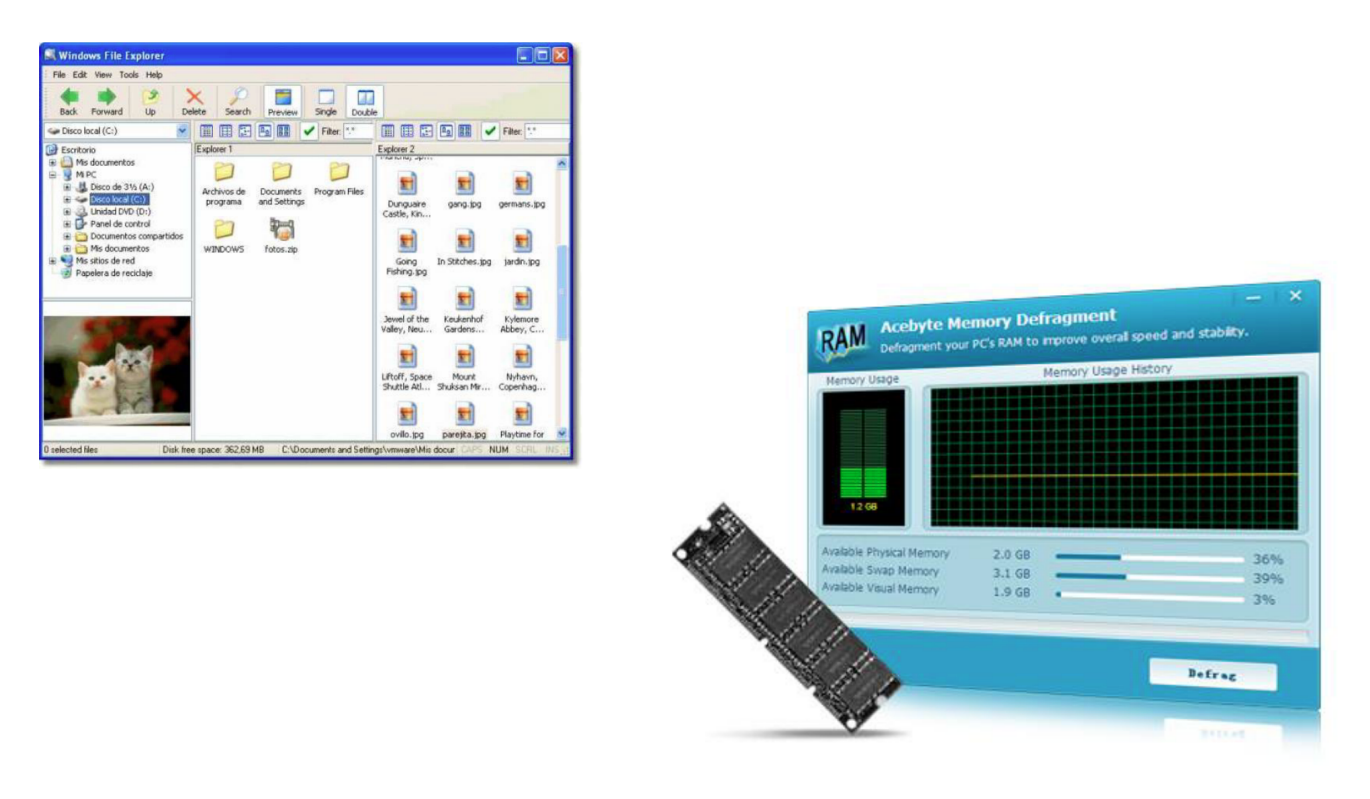 Windows File Explorer
File Edit View Tools Help
Back Forward Up Delete Search Preview Single Double
Disco local (C:)
Filter: *.*
Filter: *.*
Escritorio
Mis documentos
Mi PC
Disco de 3½ (A:)
Disco local (C:)
Unidad DVD (D:)
Panel de control
Documentos compartidos
Mis documentos
Mis sitios de red
Papelera de reciclaje
Explorer 1
Archivos de programa
Documents and Settings
Program Files
WINDOWS
fotos.zip
Explorer 2
Dunguaire Castle, Kin...
gang.jpg
germans.jpg
Going Fishing.jpg
In Stitches.jpg
jardin.jpg
Jewel of the Valley, Neu...
Keukenhof Gardens...
Kylemore Abbey, C...
Liftoff, Space Shuttle Atl...
Mount Shuksan Mir...
Nyhavn, Copenhag...
ovillo.jpg
parejita.jpg
Playtime for
0 selected files Disk free space: 362,69 MB C:\Documents and Settings\vmware\Mis docur CAPS NUM SCRL INS
RAM
Acebyte Memory Defragment
Defragment your PC's RAM to improve overall speed and stability.
Memory Usage
Memory Usage History
1.2 GB
Available Physical Memory 2.0 GB 36%
Available Swap Memory 3.1 GB 39%
Available Visual Memory 1.9 GB 3%
Defrag